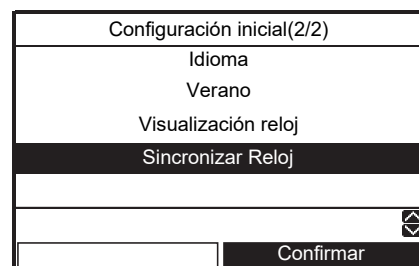 Configuración inicial(2/2)
Idioma
Verano
Visualización reloj
Sincronizar Reloj
Confirmar